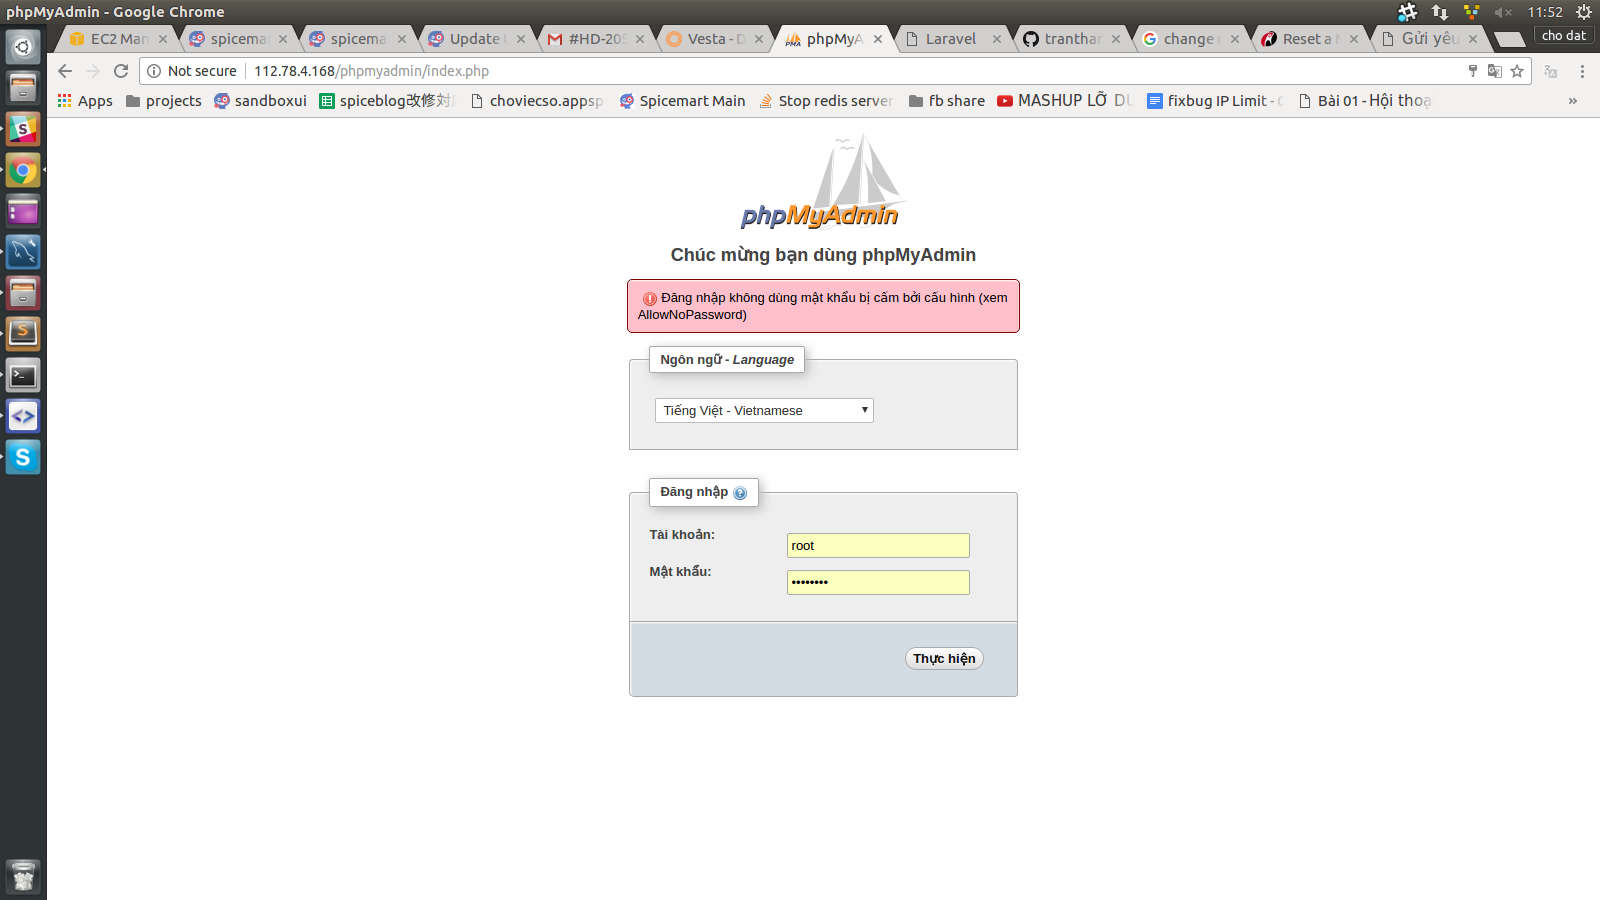 phpMyAdmin - Google Chrome
11:52
EC2 Man
spicemar
spicema
Update
#HD-205
Vesta - D
phpMyA
Laravel
tranthan
change
Reset a
Gửi yêu
cho dat
Not secure
112.78.4.168/phpmyadmin/index.php
Apps
projects
sandboxui
spiceblog改修対
choviecso.appsp
Spicemart Main
Stop redis server
fb share
MASHUP LỠ DU
fixbug IP Limit -
Bài 01 - Hội thoạ
»
phpMyAdmin
Chúc mừng bạn dùng phpMyAdmin
Đăng nhập không dùng mật khẩu bị cấm bởi cấu hình (xem
AllowNoPassword)
Ngôn ngữ - Language
Tiếng Việt - Vietnamese
Đăng nhập
Tài khoản:
root
Mật khẩu:
••••••••
Thực hiện